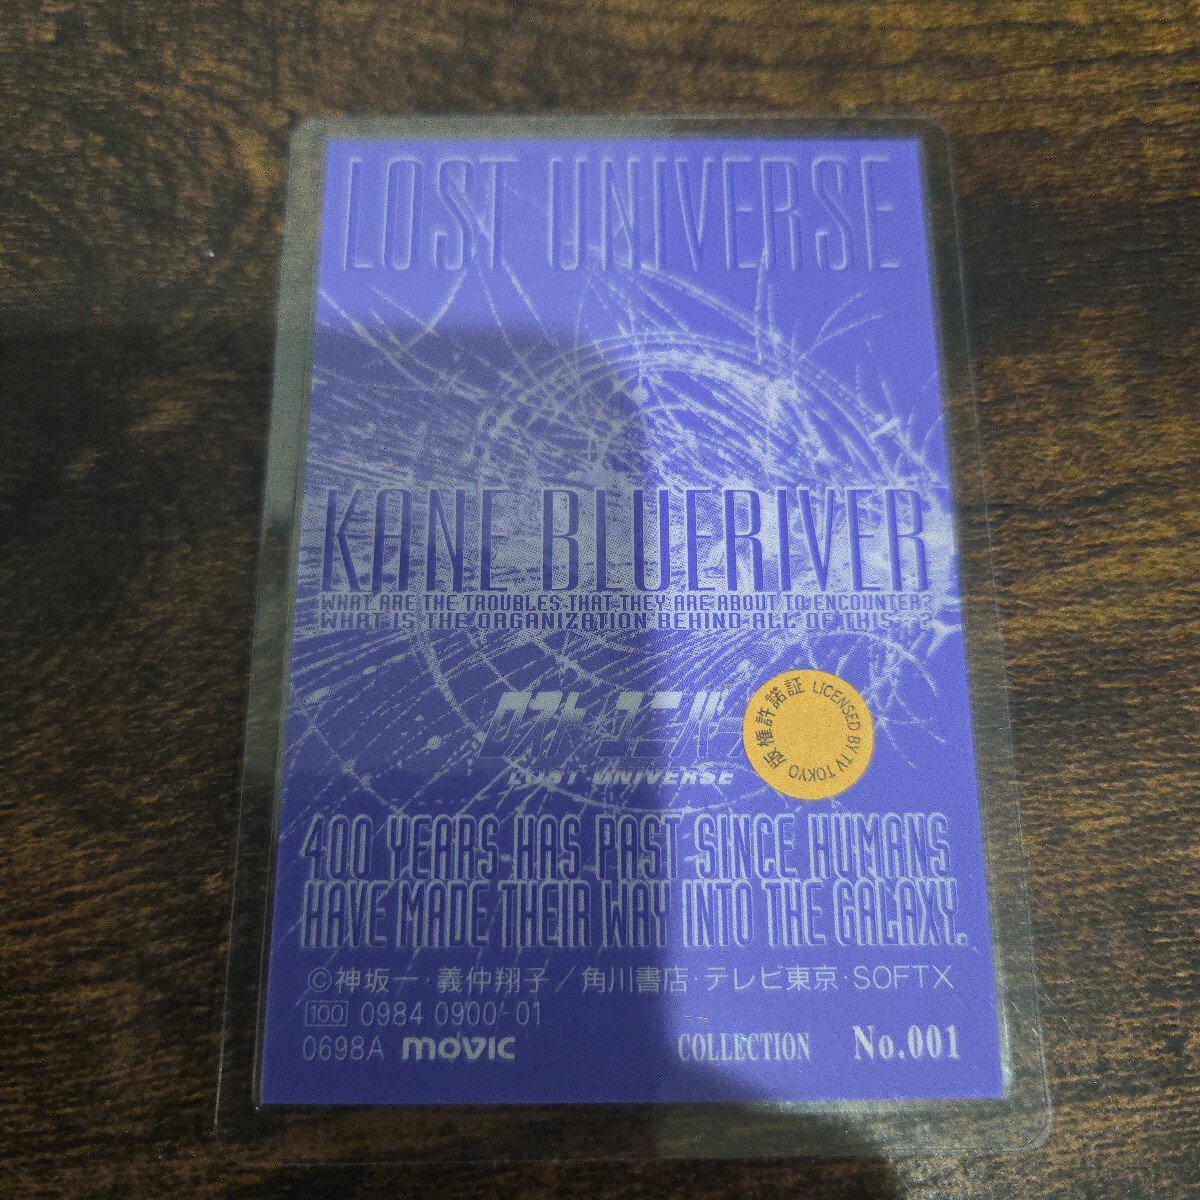 LOST UNIVERSE
KANE BLUERIVER
WHAT ARE THE TROUBLES THAT THEY ARE ABOUT TO ENCOUNTER?
WHAT IS THE ORGANIZATION BEHIND ALL OF THIS…?
ロスト・ユニバー
LOST UNIVERSE
版権許諾証 LICENSED BY TV TOKYO
400 YEARS HAS PAST SINCE HUMANS
HAVE MADE THEIR WAY INTO THE GALAXY.
©神坂一・義仲翔子/角川書店・テレビ東京・SOFTX
100 0984 0900 01
0698A movic
COLLECTION No.001